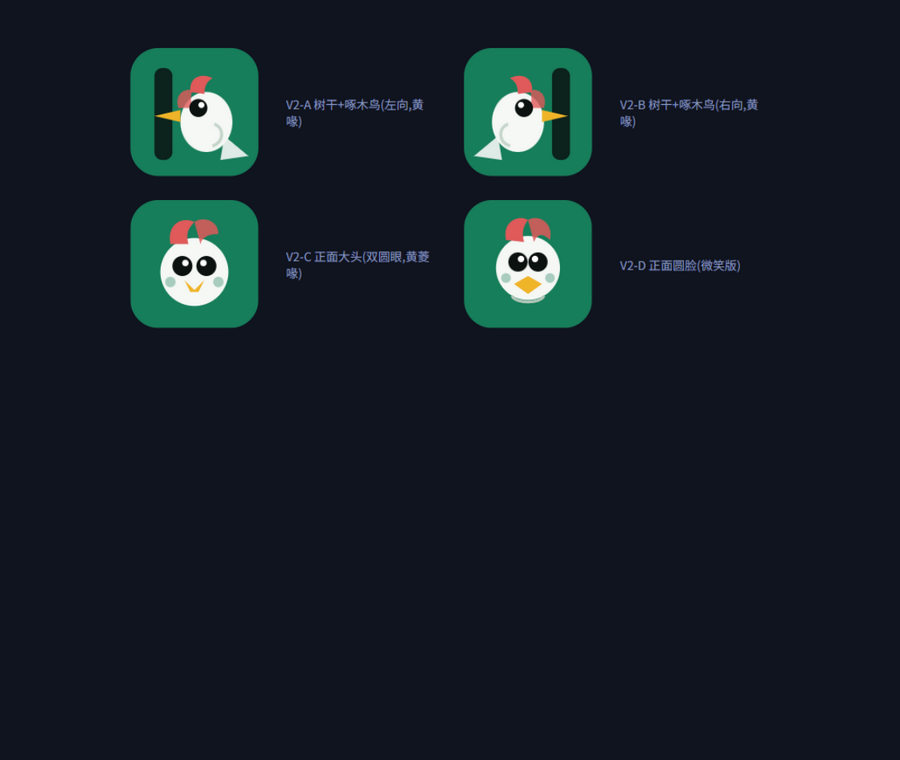 V2-A 树干+啄木鸟(左向,黄
喙)
V2-B 树干+啄木鸟(右向,黄
喙)
V2-C 正面大头(双圆眼,黄菱
喙)
V2-D 正面圆脸(微笑版)